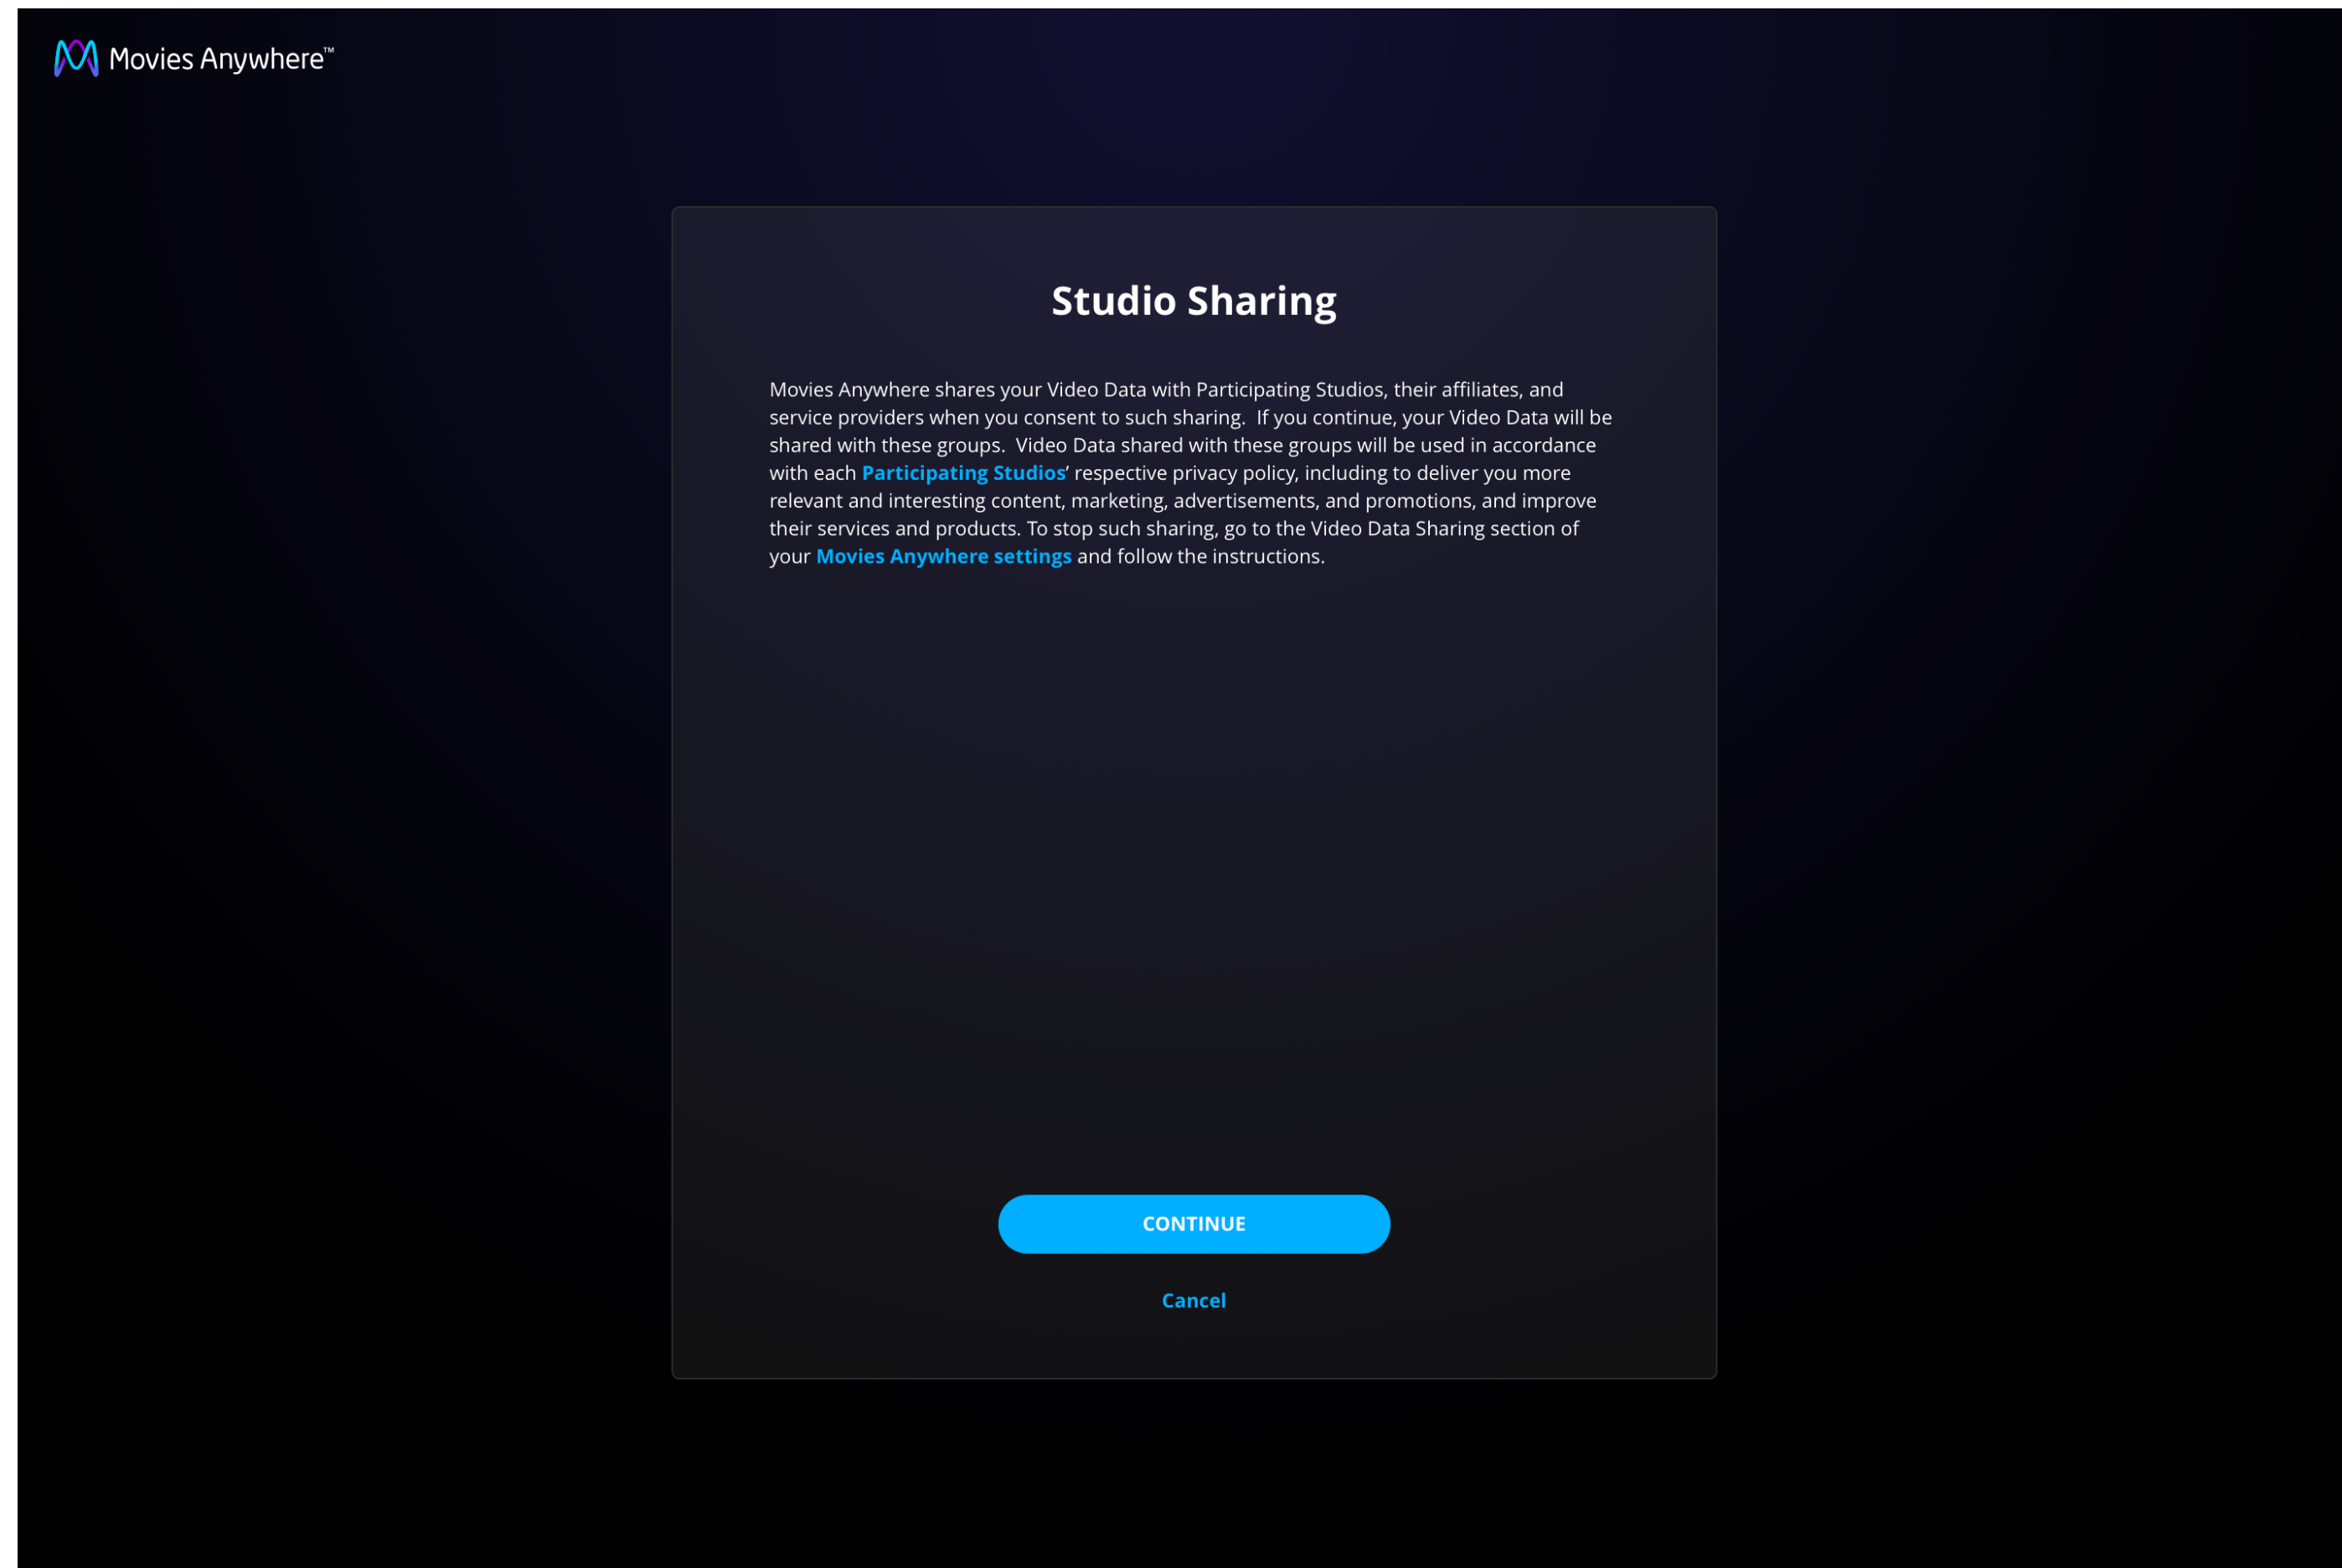 Movies Anywhere™
Studio Sharing
Movies Anywhere shares your Video Data with Participating Studios, their affiliates, and
service providers when you consent to such sharing.  If you continue, your Video Data will be
shared with these groups.  Video Data shared with these groups will be used in accordance
with each Participating Studios’ respective privacy policy, including to deliver you more
relevant and interesting content, marketing, advertisements, and promotions, and improve
their services and products. To stop such sharing, go to the Video Data Sharing section of
your Movies Anywhere settings and follow the instructions.
CONTINUE
Cancel